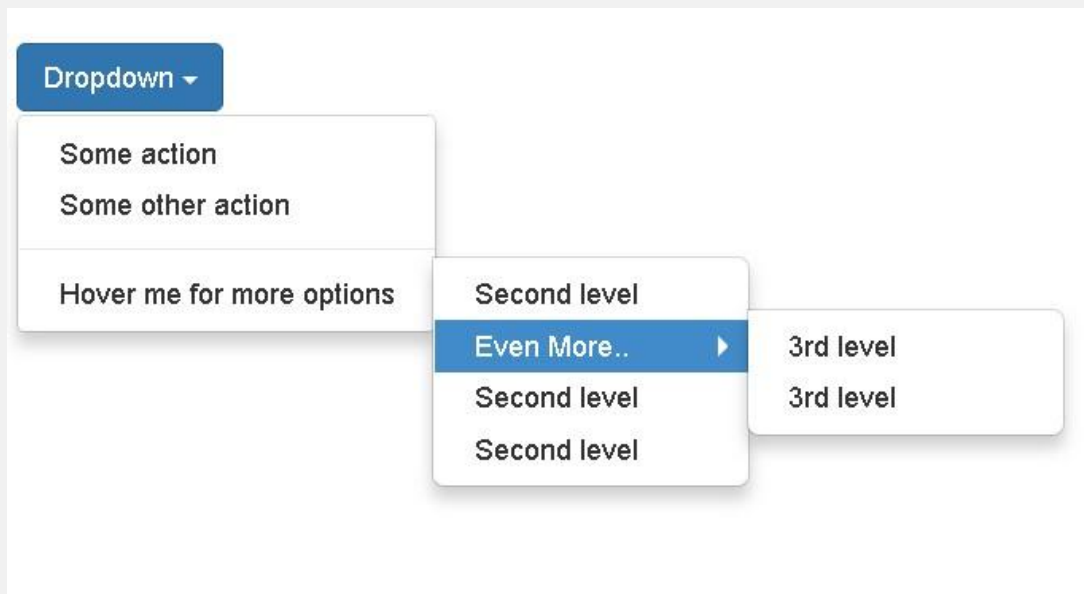 Dropdown
Some action
Some other action
Hover me for more options
Second level
Even More..
Second level
Second level
3rd level
3rd level